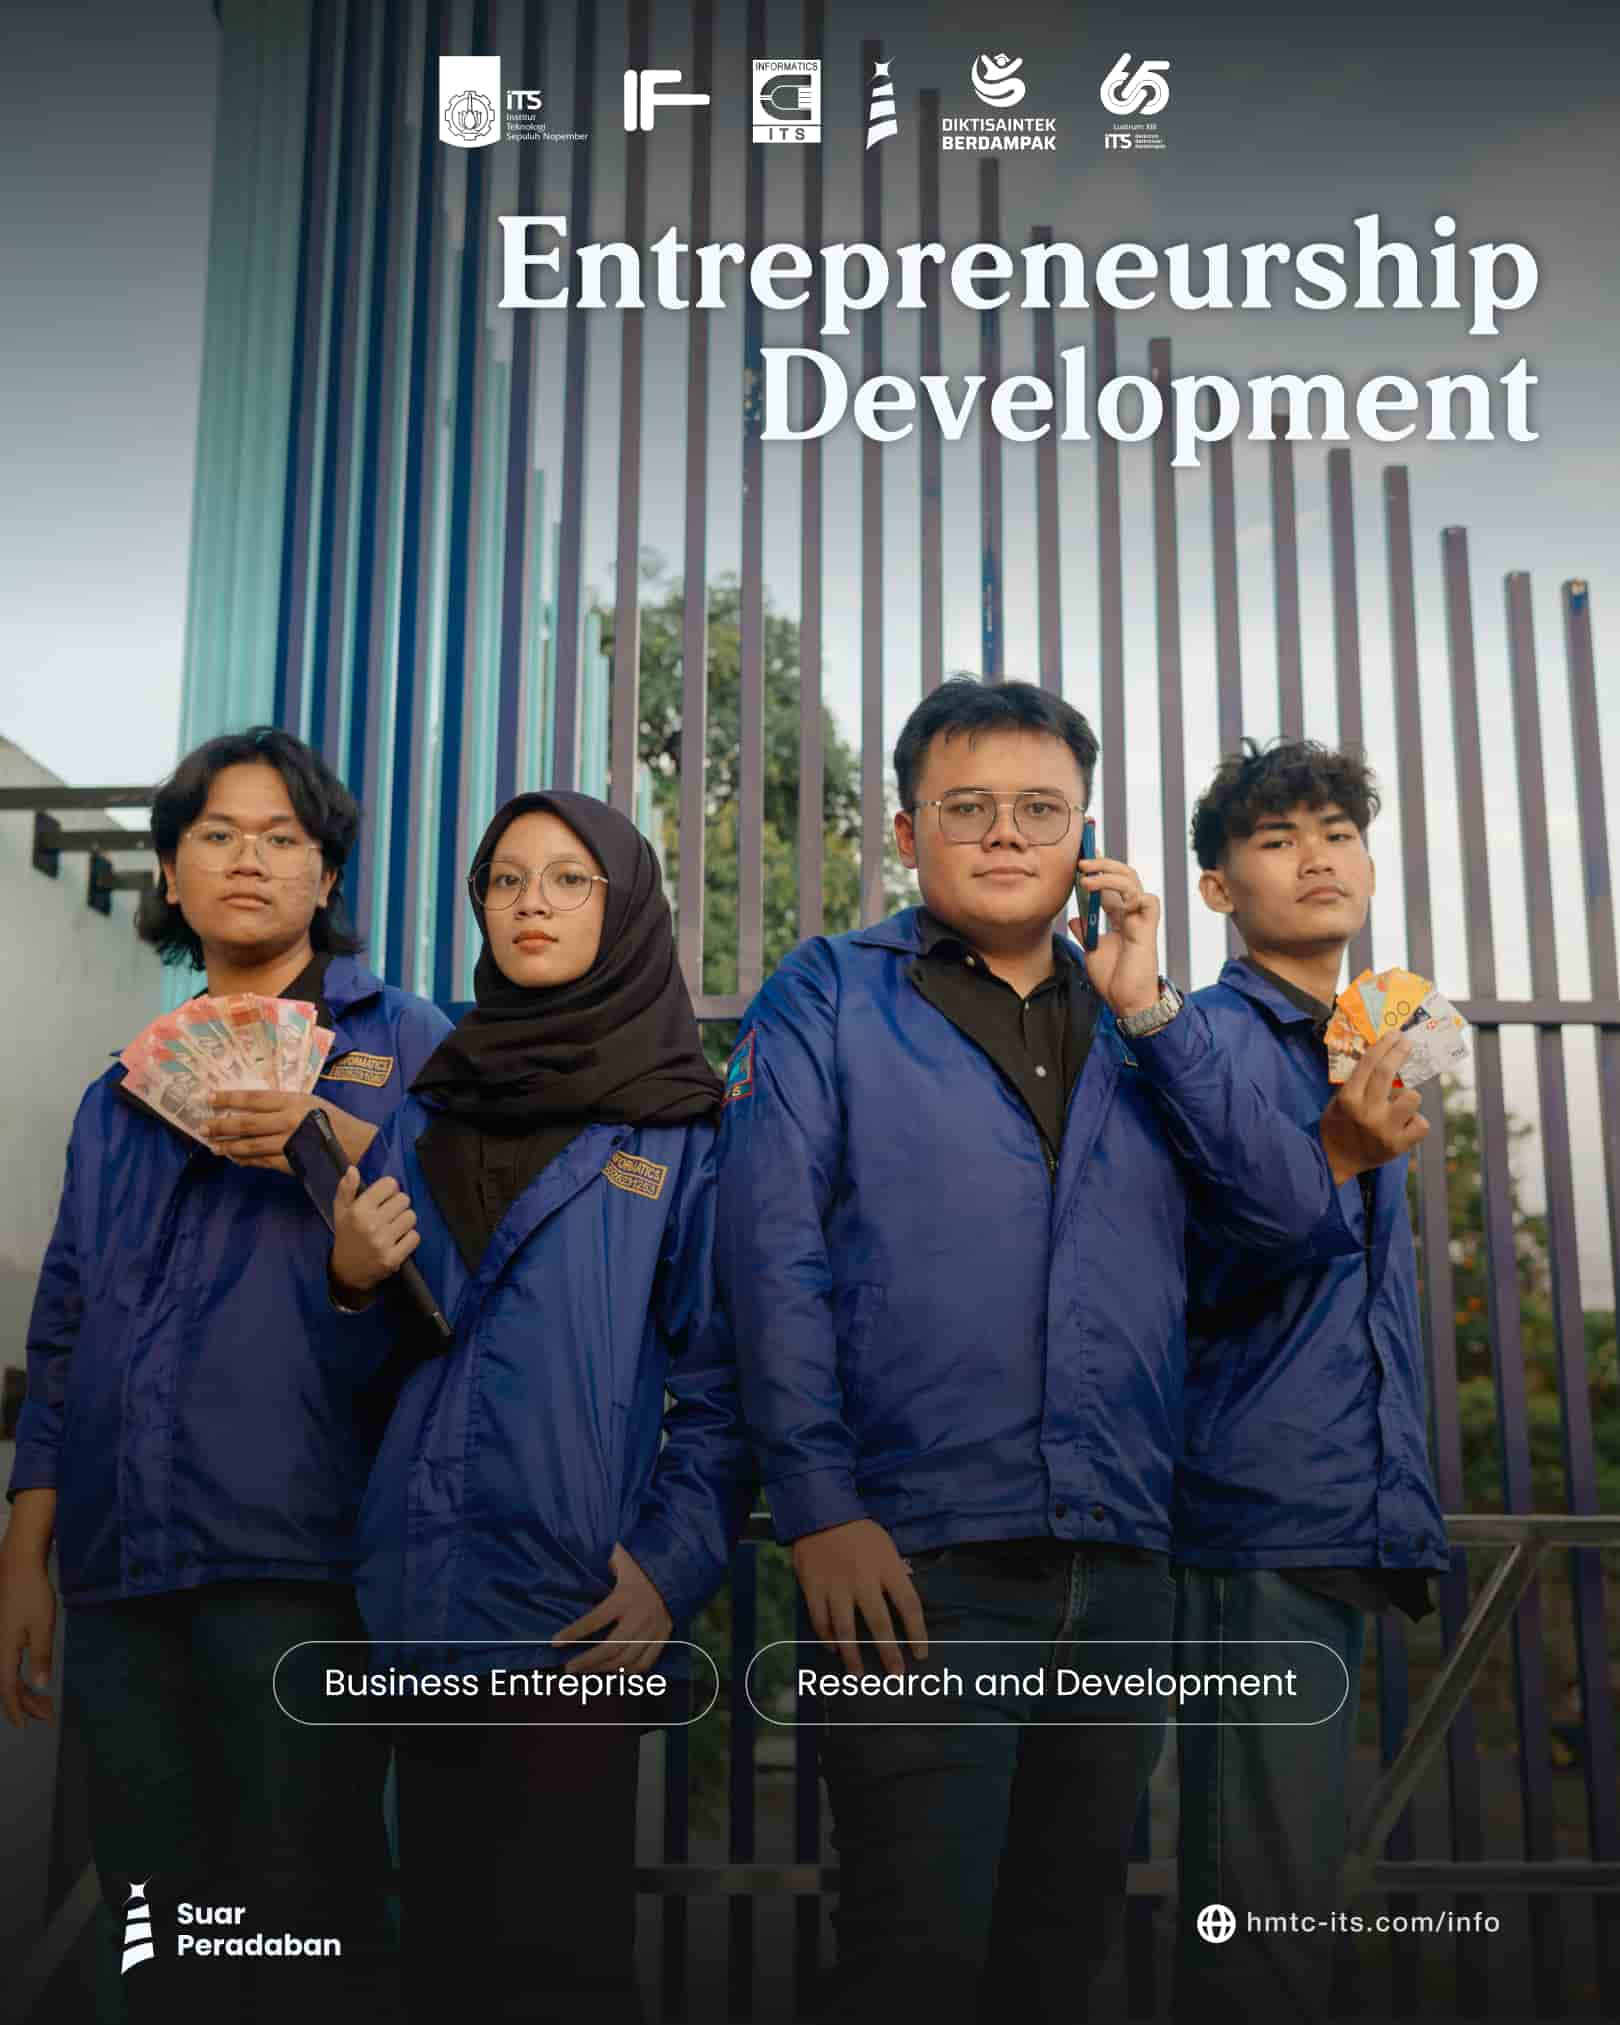 iTS
Institut
Teknologi
Sepuluh Nopember
IF
INFORMATICS
ITS
DIKTISAINTEK
BERDAMPAK
65
Lustrum XIII
iTS
Entrepreneurship
Development
INFORMATICS
Business Entreprise
Research and Development
Suar
Peradaban
hmtc-its.com/info